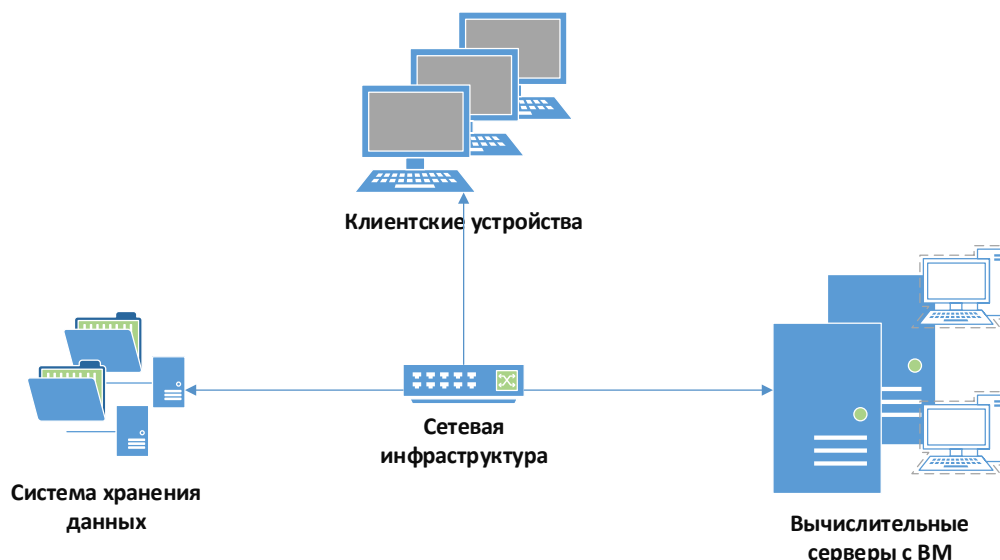 Клиентские устройства
Сетевая
инфраструктура
Система хранения
данных
Вычислительные
серверы с ВМ